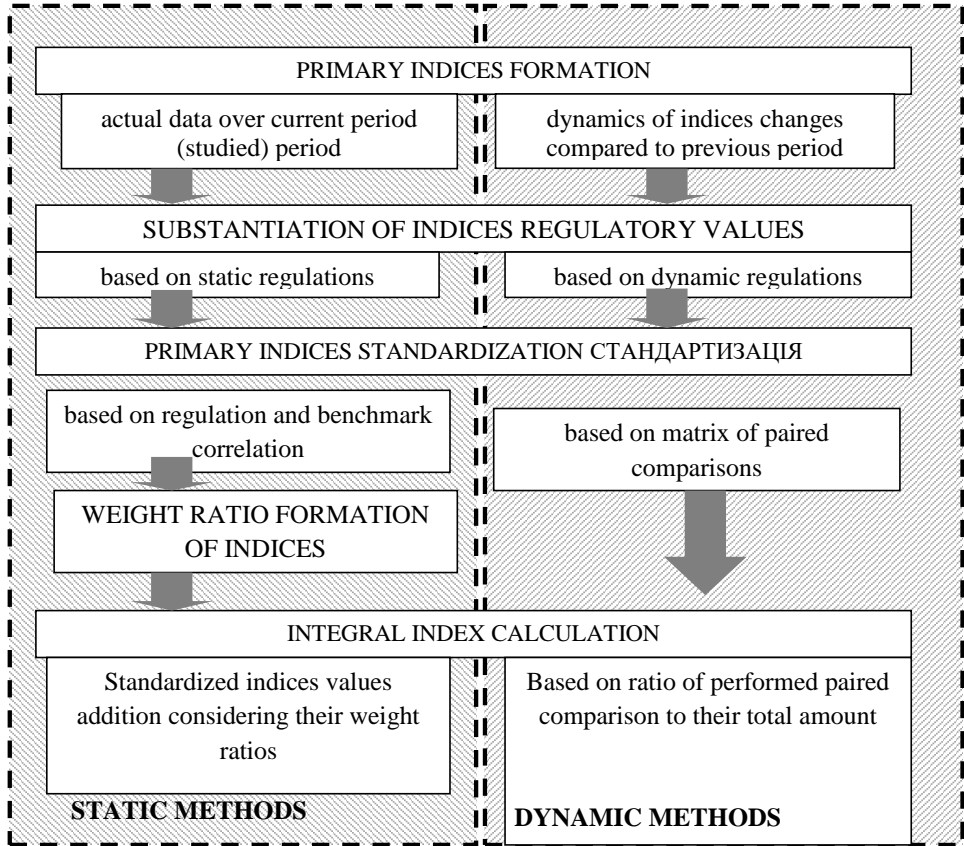 PRIMARY INDICES FORMATION
actual data over current period
(studied) period
dynamics of indices changes
compared to previous period
SUBSTANTIATION OF INDICES REGULATORY VALUES
based on static regulations
based on dynamic regulations
PRIMARY INDICES STANDARDIZATION СТАНДАРТИЗАЦІЯ
based on regulation and benchmark
correlation
based on matrix of paired
comparisons
WEIGHT RATIO FORMATION
OF INDICES
INTEGRAL INDEX CALCULATION
Standardized indices values
addition considering their weight
ratios
Based on ratio of performed paired
comparison to their total amount
STATIC METHODS
DYNAMIC METHODS